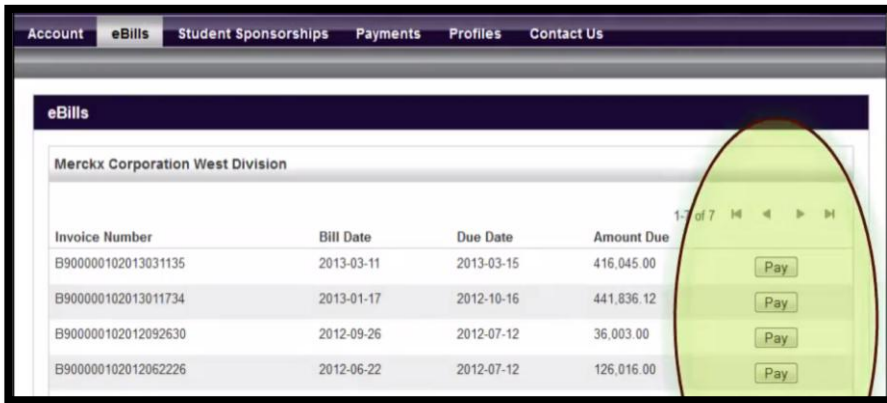 Account eBills Student Sponsorships Payments Profiles Contact Us
eBills
Merckx Corporation West Division
1-7 of 7
Invoice Number Bill Date Due Date Amount Due
B900000102013031135 2013-03-11 2013-03-15 416,045.00 Pay
B900000102013011734 2013-01-17 2012-10-16 441,836.12 Pay
B900000102012092630 2012-09-26 2012-07-12 36,003.00 Pay
B900000102012062226 2012-06-22 2012-07-12 126,016.00 Pay